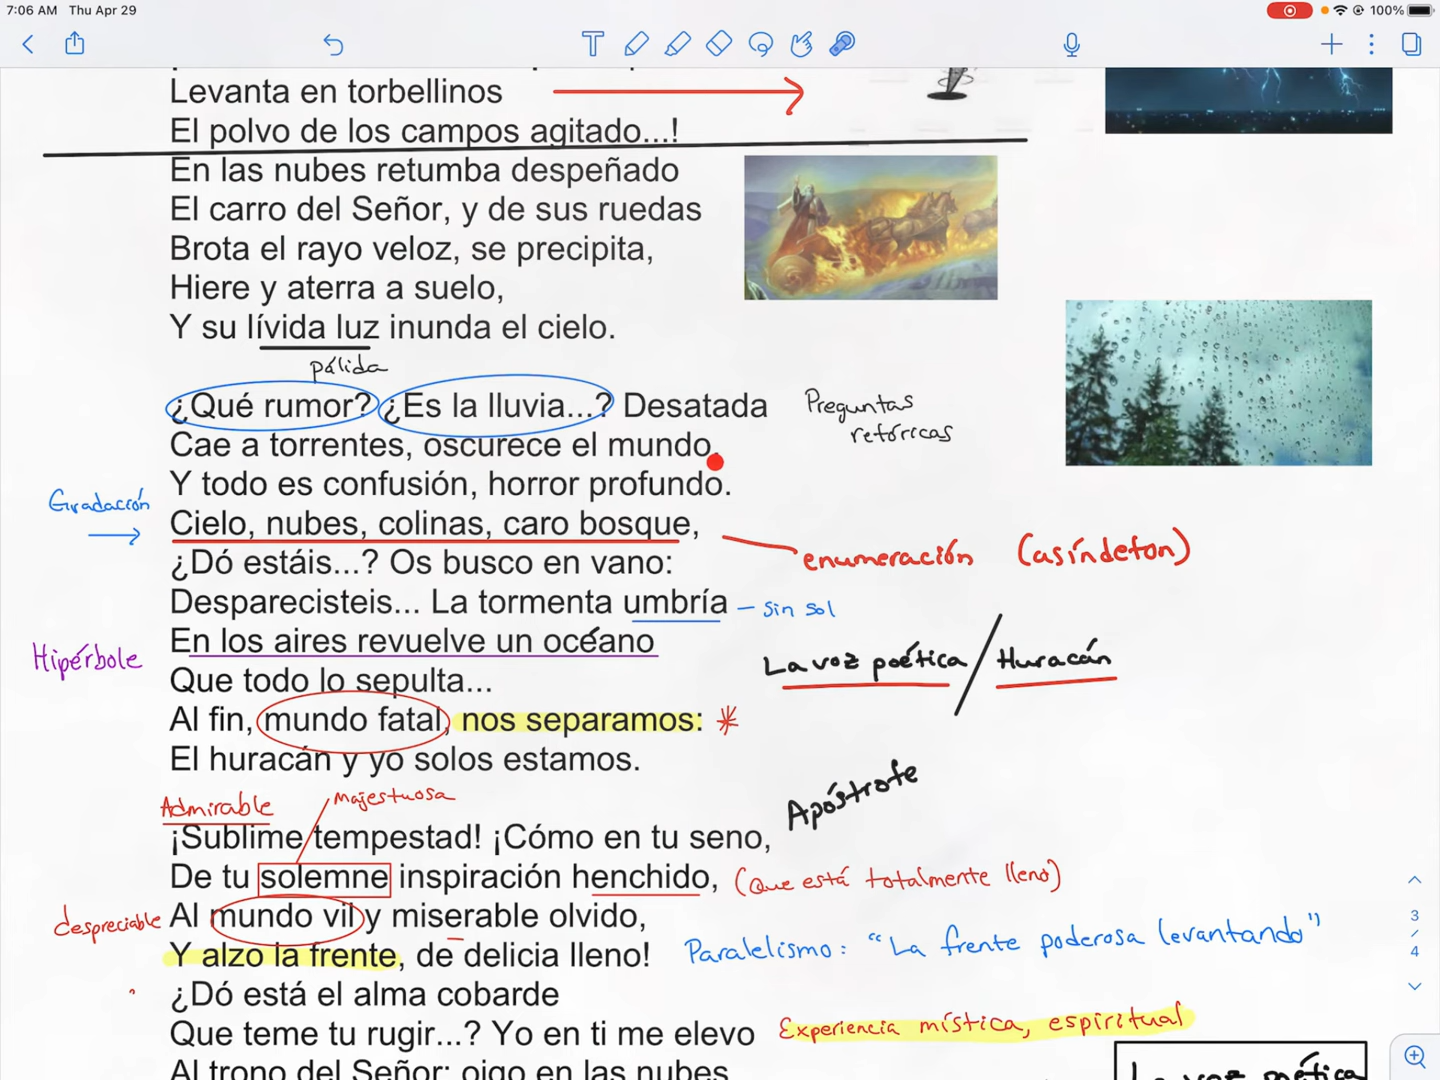 7:06 AM Thu Apr 29
100%
Levanta en torbellinos
El polvo de los campos agitado...!
En las nubes retumba despeñado
El carro del Señor, y de sus ruedas
Brota el rayo veloz, se precipita,
Hiere y aterra a suelo,
Y su lívida luz inunda el cielo.
pálida
¿Qué rumor? ¿Es la lluvia...? Desatada
Preguntas
retóricas
Cae a torrentes, oscurece el mundo,
Y todo es confusión, horror profundo.
Gradación
Cielo, nubes, colinas, caro bosque,
enumeración (asíndeton)
¿Dó estáis...? Os busco en vano:
Desparecisteis... La tormenta umbría – sin sol
En los aires revuelve un océano
Hipérbole
La voz poética / Huracán
Que todo lo sepulta...
Al fin, mundo fatal, nos separamos: *
El huracán y yo solos estamos.
Apóstrofe
Admirable
majestuosa
¡Sublime tempestad! ¡Cómo en tu seno,
De tu solemne inspiración henchido, (que está totalmente lleno)
despreciable Al mundo vil y miserable olvido,
Y alzo la frente, de delicia lleno!
Paralelismo: “La frente poderosa levantando”
¿Dó está el alma cobarde
Que teme tu rugir...? Yo en ti me elevo
Experiencia mística, espiritual
Al trono del Señor: oigo en las nubes
La voz poética
3
/
4